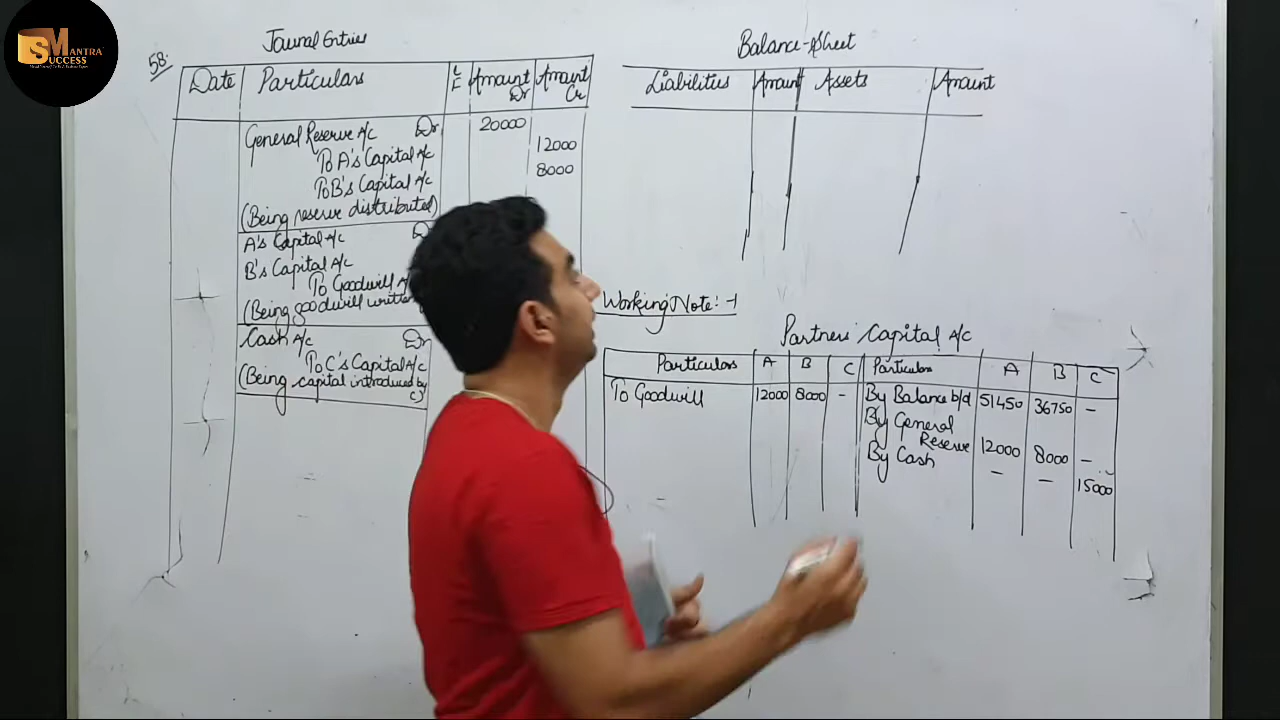 SMANTRA
SUCCESS
58.
Journal Entries
Date Particulars L F Amount Dr Amount Cr
General Reserve A/c Dr 20000
To A's Capital A/c 12000
To B's Capital A/c 8000
(Being reserve distributed)
A's Capital A/c
B's Capital A/c
To Goodwill
(Being goodwill written
Cash A/c Dr
To C's Capital A/c
(Being capital introduced by
C)
Balance-Sheet
Liabilities Amount Assets Amount
Working Note:-1
Partners' Capital A/c
Particulars A B C Particulars A B C
To Goodwill 12000 8000 - By Balance b/d 51450 36750 -
By General
Reserve 12000 8000 -
By Cash - - 15000